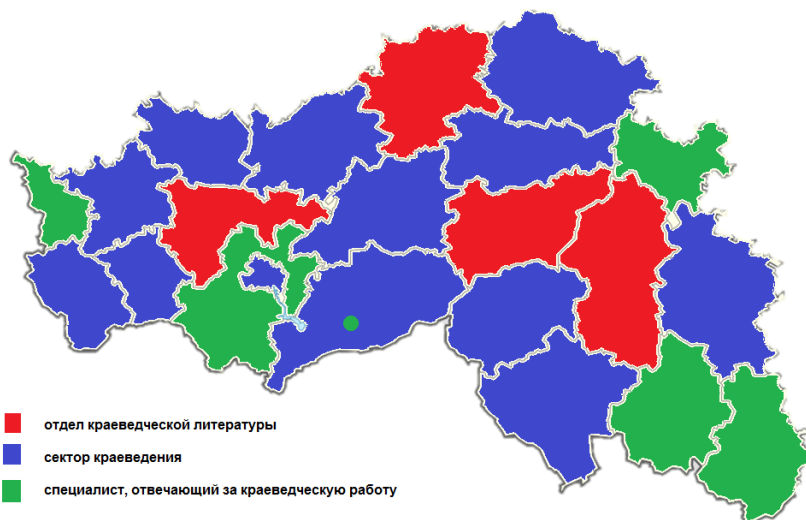 отдел краеведческой литературы
сектор краеведения
специалист, отвечающий за краеведческую работу